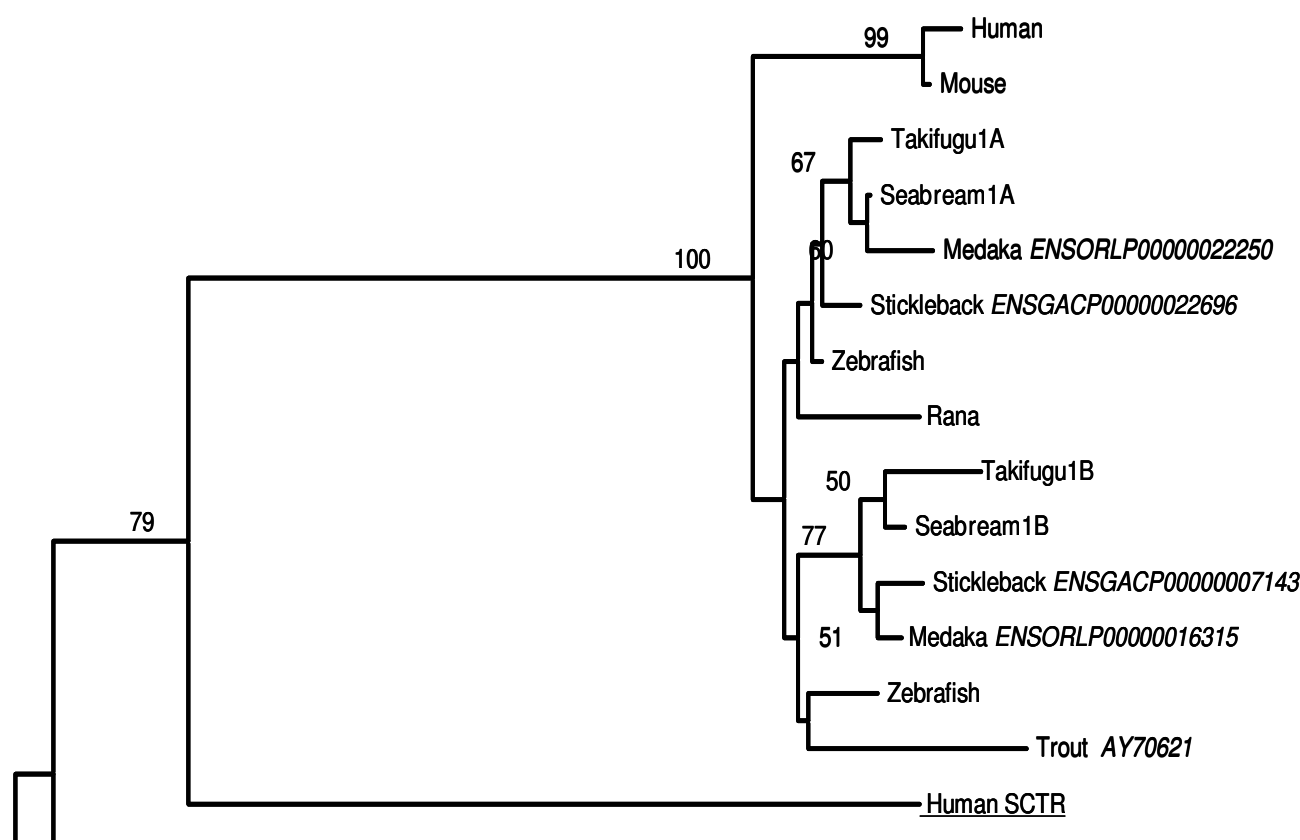 Human
99
Mouse
Takifugu1A
67
Seabream1A
60
Medaka ENSORLP00000022250
100
Stickleback ENSGACP00000022696
Zebrafish
Rana
Takifugu1B
50
Seabream1B
79
77
Stickleback ENSGACP00000007143
51
Medaka ENSORLP00000016315
Zebrafish
Trout AY70621
Human SCTR